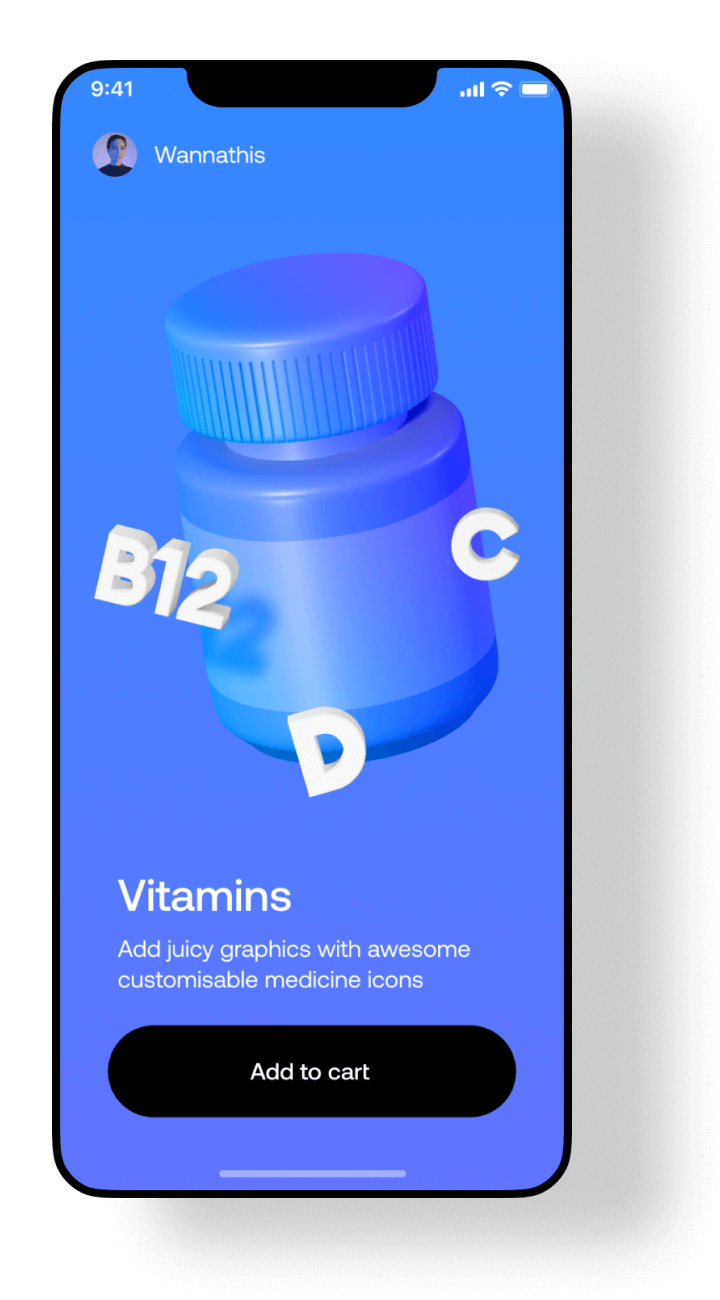 9:41
Wannathis
B12
C
D
Vitamins
Add juicy graphics with awesome
customisable medicine icons
Add to cart